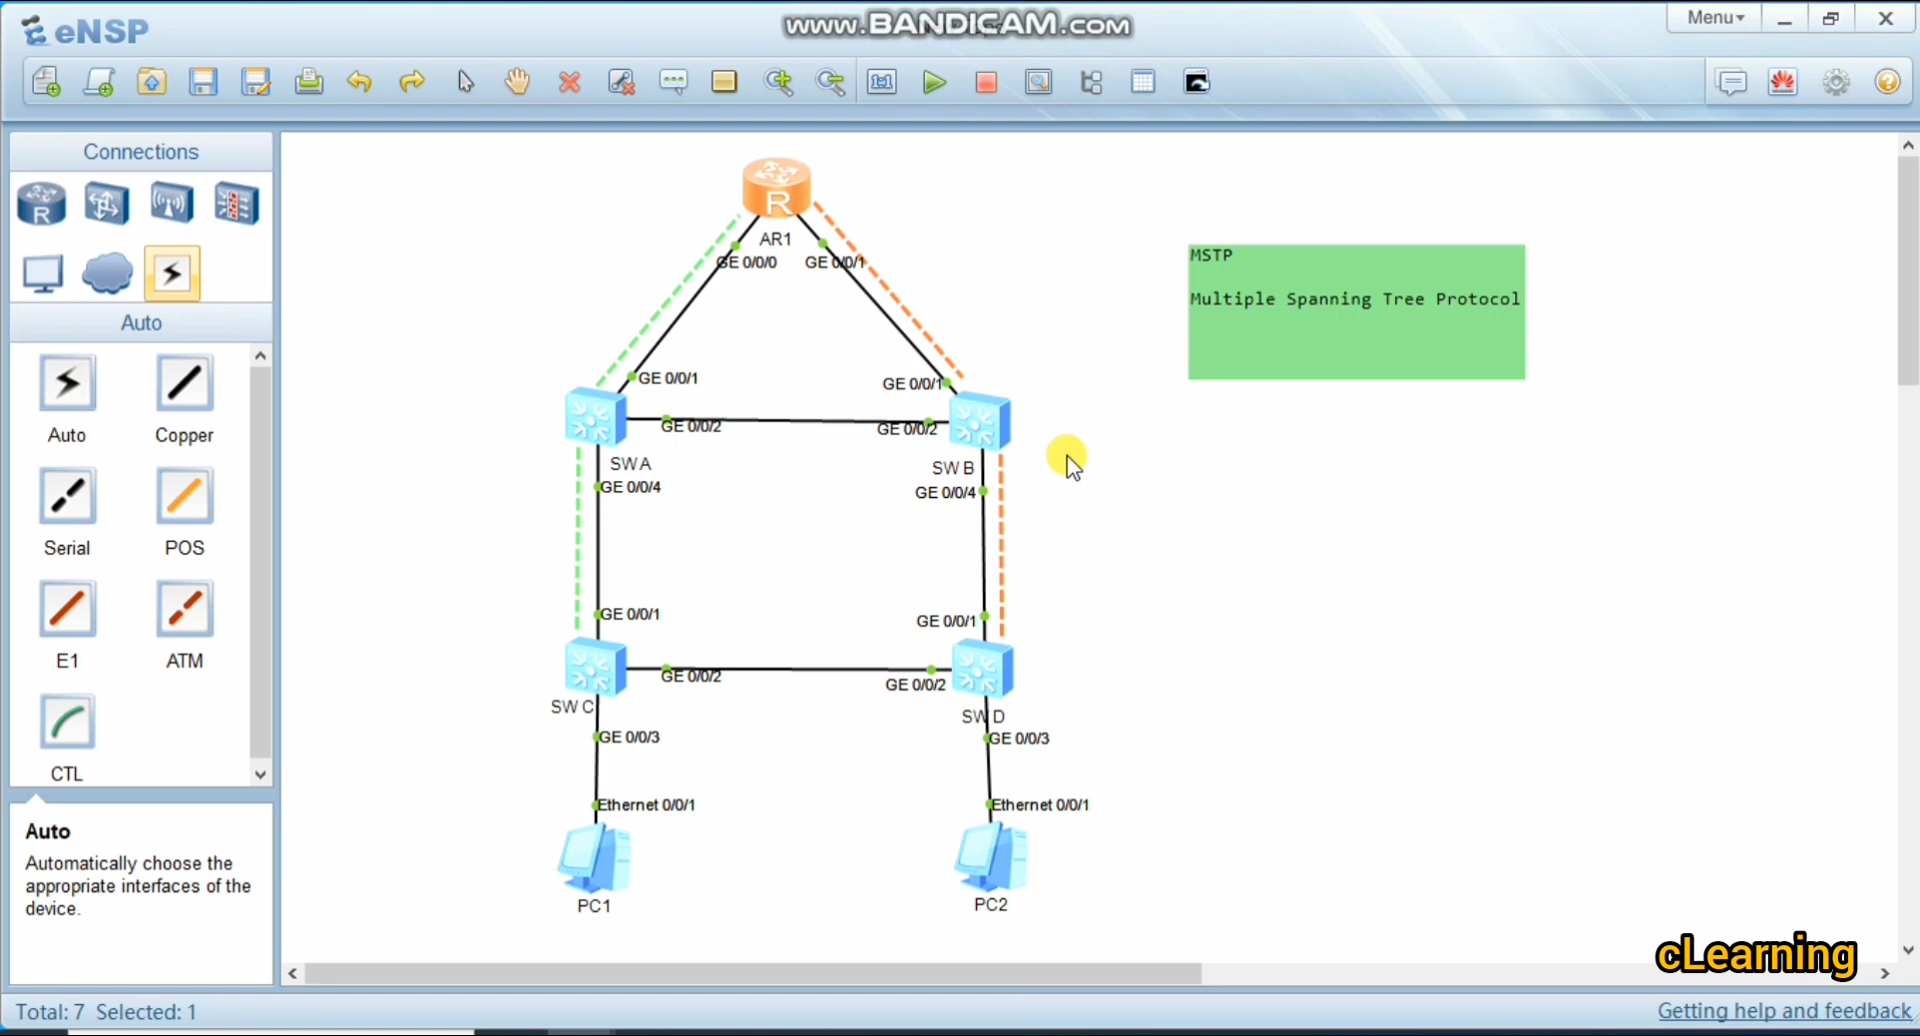 eNSP
www.BANDICAM.com
Menu
Connections
Auto
Auto
Copper
Serial
POS
E1
ATM
CTL
Auto
Automatically choose the
appropriate interfaces of the
device.
R
AR1
GE 0/0/0
GE 0/0/1
MSTP
Multiple Spanning Tree Protocol
GE 0/0/1
GE 0/0/1
GE 0/0/2
GE 0/0/2
SW A
SW B
GE 0/0/4
GE 0/0/4
GE 0/0/1
GE 0/0/1
GE 0/0/2
GE 0/0/2
SW C
SW D
GE 0/0/3
GE 0/0/3
Ethernet 0/0/1
Ethernet 0/0/1
PC1
PC2
cLearning
Total: 7 Selected: 1
Getting help and feedback